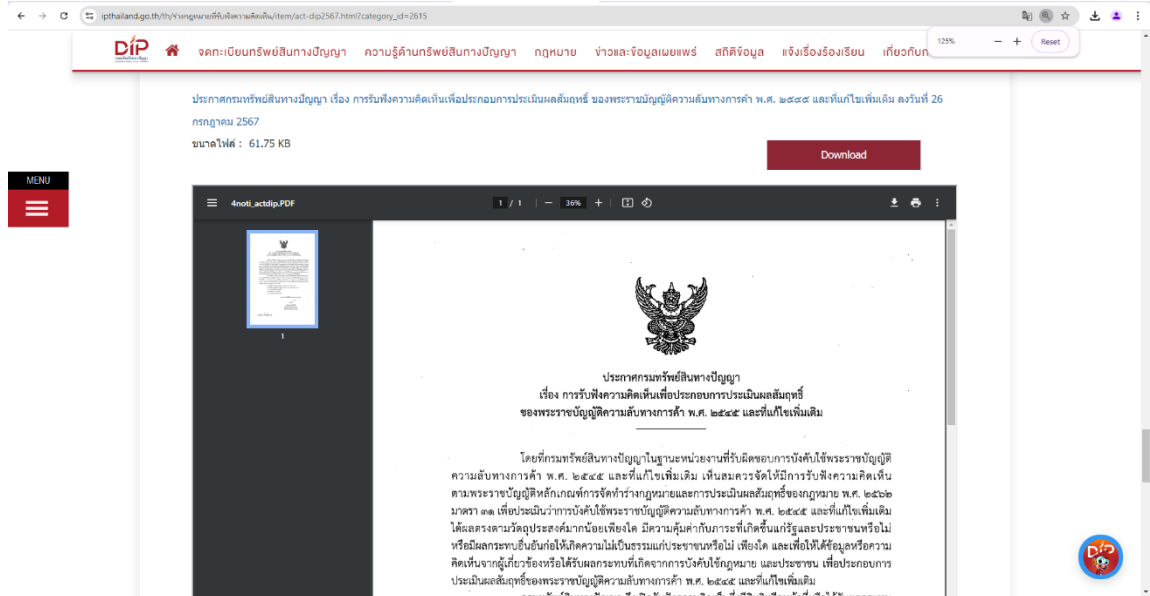 ipthailand.go.th/th/ร่างกฎหมายที่รับฟังความคิดเห็น/item/act-dip2567.html?category_id=2615
DiP
จดทะเบียนทรัพย์สินทางปัญญา
ความรู้ด้านทรัพย์สินทางปัญญา
กฎหมาย
ข่าวและข้อมูลเผยแพร่
สถิติข้อมูล
แจ้งเรื่องร้องเรียน
125%
- +
Reset
ประกาศกรมทรัพย์สินทางปัญญา เรื่อง การรับฟังความคิดเห็นเพื่อประกอบการประเมินผลสัมฤทธิ์ ของพระราชบัญญัติความลับทางการค้า พ.ศ. ๒๕๔๕ และที่แก้ไขเพิ่มเติม ลงวันที่ 26
กรกฎาคม 2567
ขนาดไฟล์ : 61.75 KB
Download
MENU
4noti_actdip.PDF
1 / 1
36%
1
ประกาศกรมทรัพย์สินทางปัญญา
เรื่อง การรับฟังความคิดเห็นเพื่อประกอบการประเมินผลสัมฤทธิ์
ของพระราชบัญญัติความลับทางการค้า พ.ศ. ๒๕๔๕ และที่แก้ไขเพิ่มเติม
โดยที่กรมทรัพย์สินทางปัญญาในฐานะหน่วยงานที่รับผิดชอบการบังคับใช้พระราชบัญญัติ
ความลับทางการค้า พ.ศ. ๒๕๔๕ และที่แก้ไขเพิ่มเติม เห็นสมควรจัดให้มีการรับฟังความคิดเห็น
ตามพระราชบัญญัติหลักเกณฑ์การจัดทำร่างกฎหมายและการประเมินผลสัมฤทธิ์ของกฎหมาย พ.ศ. ๒๕๖๒
มาตรา ๓๑ เพื่อประเมินว่าการบังคับใช้พระราชบัญญัติความลับทางการค้า พ.ศ. ๒๕๔๕ และที่แก้ไขเพิ่มเติม
ได้ผลตรงตามวัตถุประสงค์มากน้อยเพียงใด มีความคุ้มค่ากับภาระที่เกิดขึ้นแก่รัฐและประชาชนหรือไม่
หรือมีผลกระทบอื่นอันก่อให้เกิดความไม่เป็นธรรมแก่ประชาชนหรือไม่ เพียงใด และเพื่อให้ได้ข้อมูลหรือความ
คิดเห็นจากผู้เกี่ยวข้องหรือได้รับผลกระทบที่เกิดจากการบังคับใช้กฎหมาย และประชาชน เพื่อประกอบการ
ประเมินผลสัมฤทธิ์ของพระราชบัญญัติความลับทางการค้า พ.ศ. ๒๕๔๕ และที่แก้ไขเพิ่มเติม
DiP